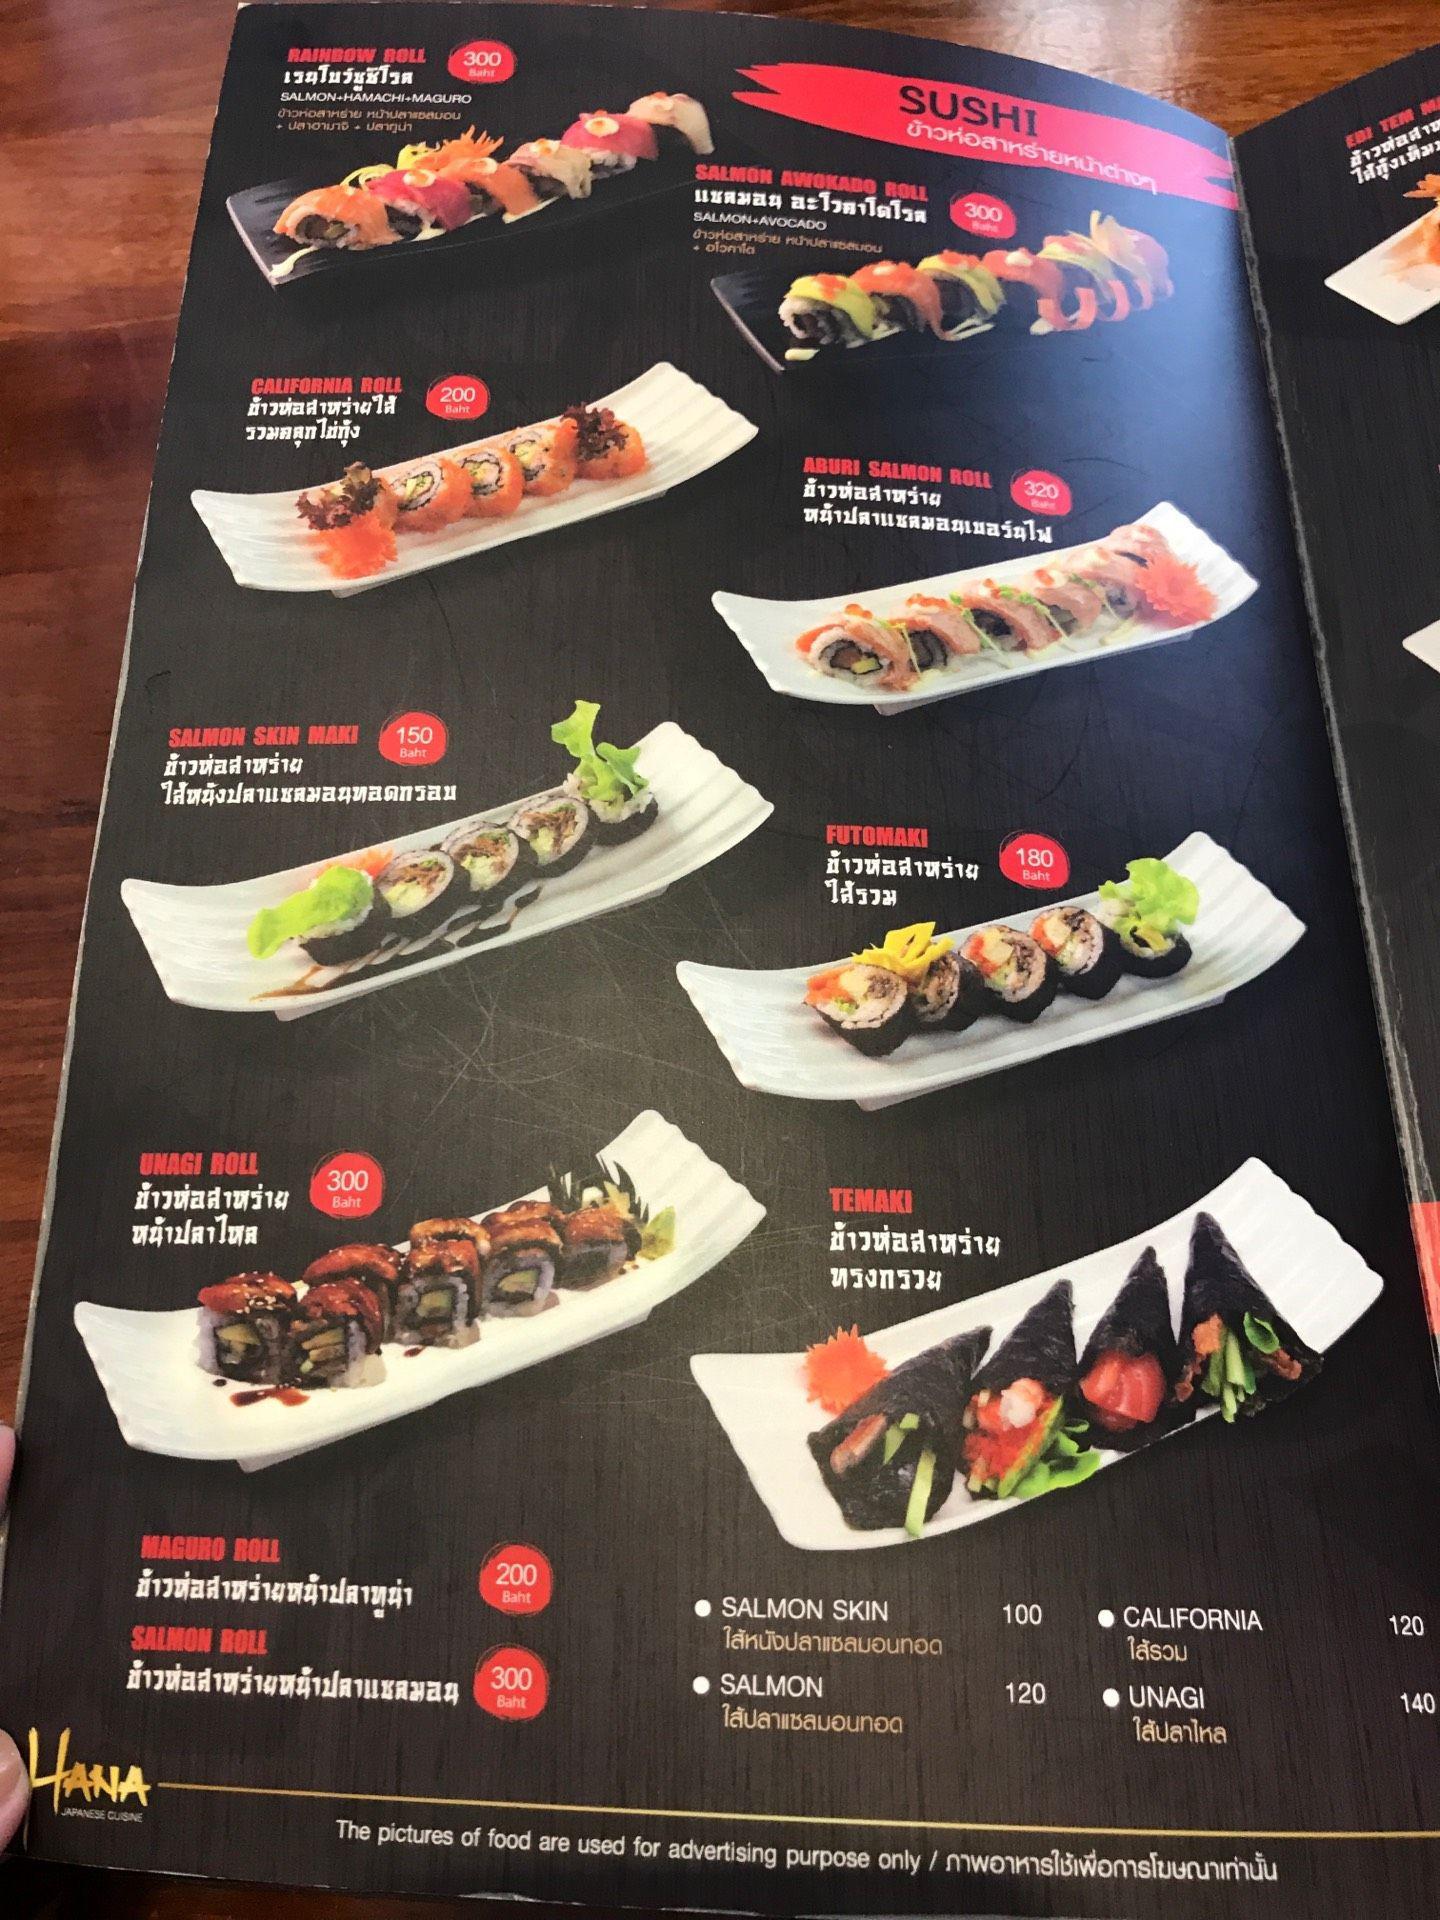 SUSHI
ข้าวห่อสาหร่ายหน้าต่างๆ
RAINBOW ROLL
300
Baht
เรนโบว์ซูชิโรล
SALMON+HAMACHI+MAGURO
ข้าวห่อสาหร่าย หน้าปลาแซลมอน
+ ปลาฮามาจิ + ปลาทูน่า
SALMON AWOKADO ROLL
แซลมอน อะโวคาโดโรล
300
Baht
SALMON+AVOCADO
ข้าวห่อสาหร่าย หน้าปลาแซลมอน
+ อโวคาโด
CALIFORNIA ROLL
200
Baht
ข้าวห่อสาหร่ายไส้
รวมคลุกไข่กุ้ง
ABURI SALMON ROLL
320
Baht
ข้าวห่อสาหร่าย
หน้าปลาแซลมอนเบอร์นไฟ
SALMON SKIN MAKI
150
Baht
ข้าวห่อสาหร่าย
ใส้หนังปลาแซลมอนทอดกรอบ
FUTOMAKI
180
Baht
ข้าวห่อสาหร่าย
ใส้รวม
UNAGI ROLL
300
Baht
ข้าวห่อสาหร่าย
หน้าปลาไหล
TEMAKI
ข้าวห่อสาหร่าย
ทรงกรวย
MAGURO ROLL
ข้าวห่อสาหร่ายหน้าปลาทูน่า
200
Baht
SALMON ROLL
ข้าวห่อสาหร่ายหน้าปลาแซลมอน
300
Baht
● SALMON SKIN 100
ใส้หนังปลาแซลมอนทอด
● SALMON 120
ใส้ปลาแซลมอนทอด
● CALIFORNIA 120
ใส้รวม
● UNAGI 140
ใส้ปลาไหล
HANA
JAPANESE CUISINE
The pictures of food are used for advertising purpose only / ภาพอาหารใช้เพื่อการโฆษณาเท่านั้น
EBI TEM
ข้าวห่อสาห
ใส้กุ้งเท็ม